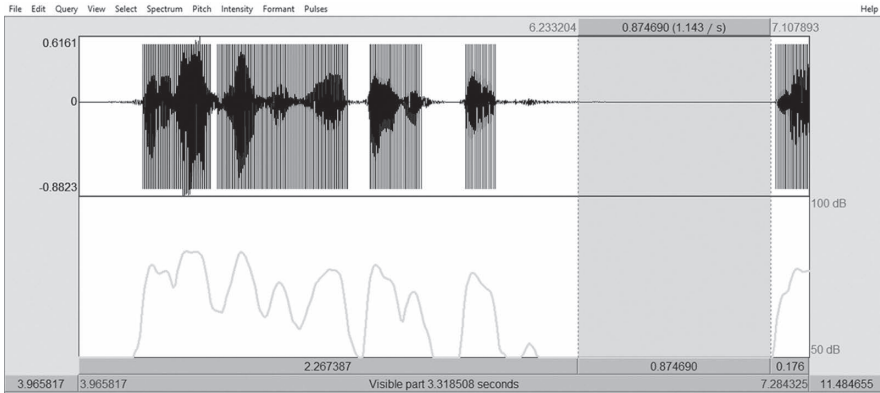 File Edit Query View Select Spectrum Pitch Intensity Formant Pulses Help
6.233204 0.874690 (1.143 / s) 7.107893
0.6161
0
-0.8823
100 dB
50 dB
2.267387 0.874690 0.176
3.965817 3.965817 Visible part 3.318508 seconds 7.284325 11.484655